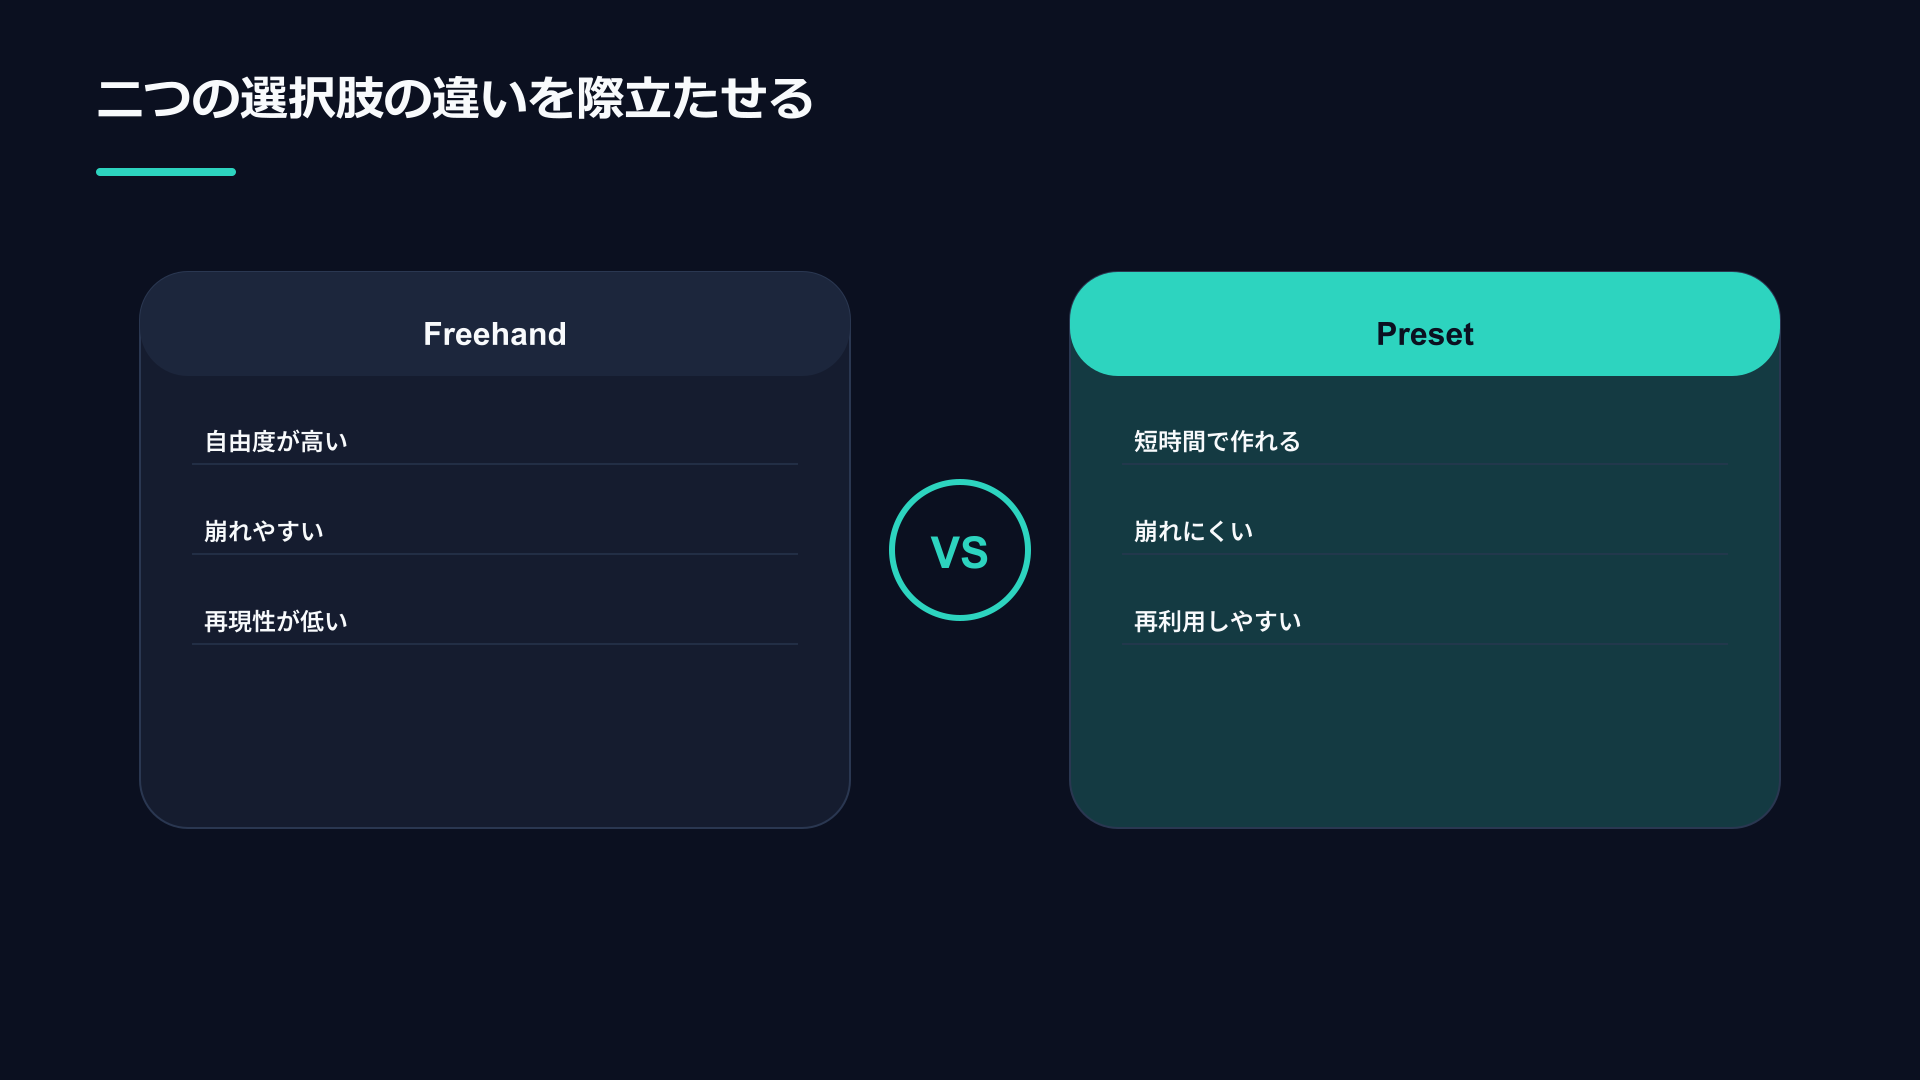 二つの選択肢の違いを際立たせる
Freehand
自由度が高い
崩れやすい
再現性が低い
VS
Preset
短時間で作れる
崩れにくい
再利用しやすい